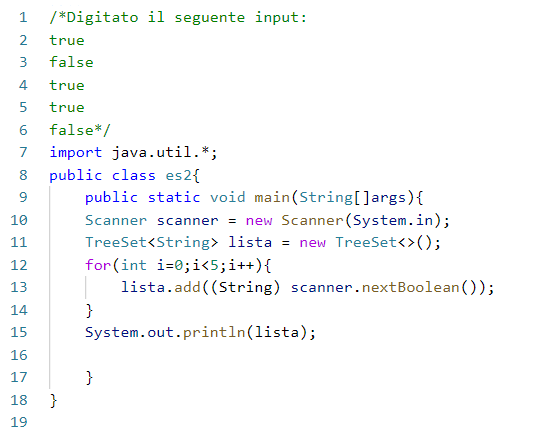 1 /*Digitato il seguente input:
2 true
3 false
4 true
5 true
6 false*/
7 import java.util.*;
8 public class es2{
9 public static void main(String[]args){
10 Scanner scanner = new Scanner(System.in);
11 TreeSet<String> lista = new TreeSet<>();
12 for(int i=0;i<5;i++){
13 lista.add((String) scanner.nextBoolean());
14 }
15 System.out.println(lista);
16
17 }
18 }
19